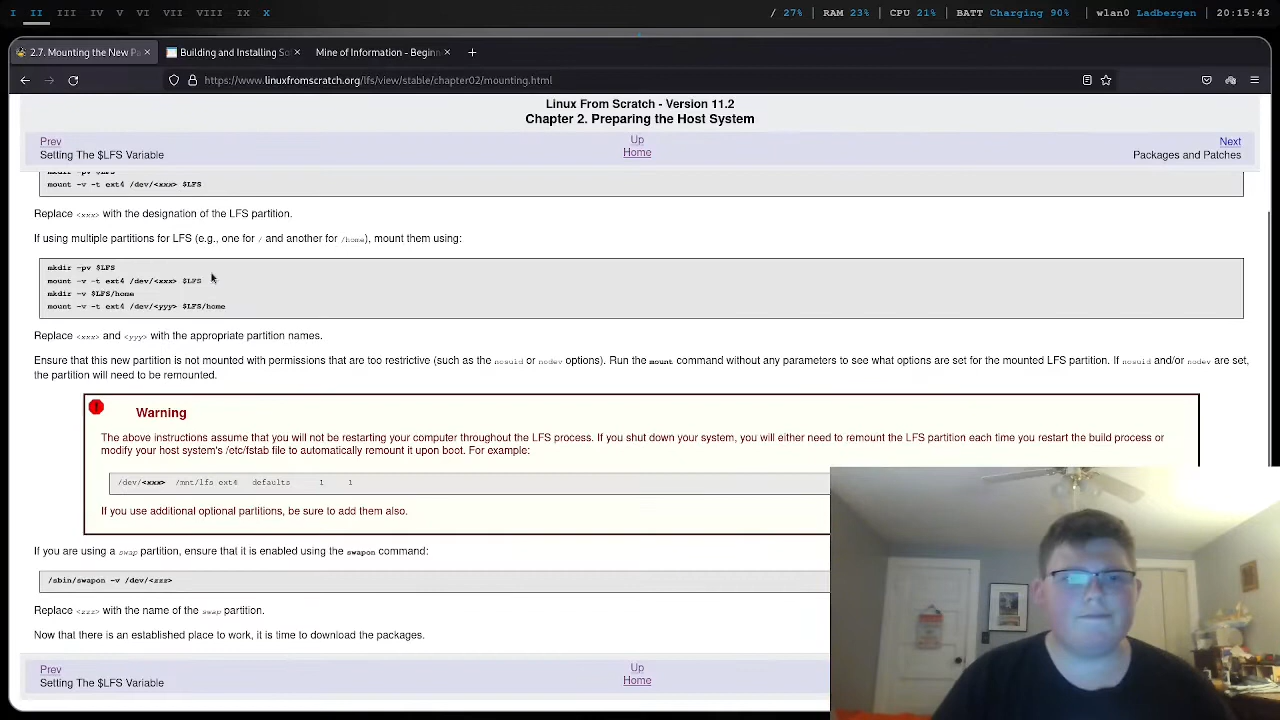 I II III IV V VI VII VIII IX X / 27% RAM 23% CPU 21% BATT Charging 90% wlan0 Ladbergen 20:15:43
2.7. Mounting the New Pa × Building and Installing So × Mine of Information - Beginn × +
https://www.linuxfromscratch.org/lfs/view/stable/chapter02/mounting.html
Linux From Scratch - Version 11.2
Chapter 2. Preparing the Host System
Prev Up Next
Setting The $LFS Variable Home Packages and Patches
mkdir -pv $LFS
mount -v -t ext4 /dev/<xxx> $LFS
Replace <xxx> with the designation of the LFS partition.
If using multiple partitions for LFS (e.g., one for / and another for /home), mount them using:
mkdir -pv $LFS
mount -v -t ext4 /dev/<xxx> $LFS
mkdir -v $LFS/home
mount -v -t ext4 /dev/<yyy> $LFS/home
Replace <xxx> and <yyy> with the appropriate partition names.
Ensure that this new partition is not mounted with permissions that are too restrictive (such as the nosuid or nodev options). Run the mount command without any parameters to see what options are set for the mounted LFS partition. If nosuid and/or nodev are set,
the partition will need to be remounted.
Warning
The above instructions assume that you will not be restarting your computer throughout the LFS process. If you shut down your system, you will either need to remount the LFS partition each time you restart the build process or
modify your host system's /etc/fstab file to automatically remount it upon boot. For example:
/dev/<xxx> /mnt/lfs ext4 defaults 1 1
If you use additional optional partitions, be sure to add them also.
If you are using a swap partition, ensure that it is enabled using the swapon command:
/sbin/swapon -v /dev/<zzz>
Replace <zzz> with the name of the swap partition.
Now that there is an established place to work, it is time to download the packages.
Prev Up
Setting The $LFS Variable Home